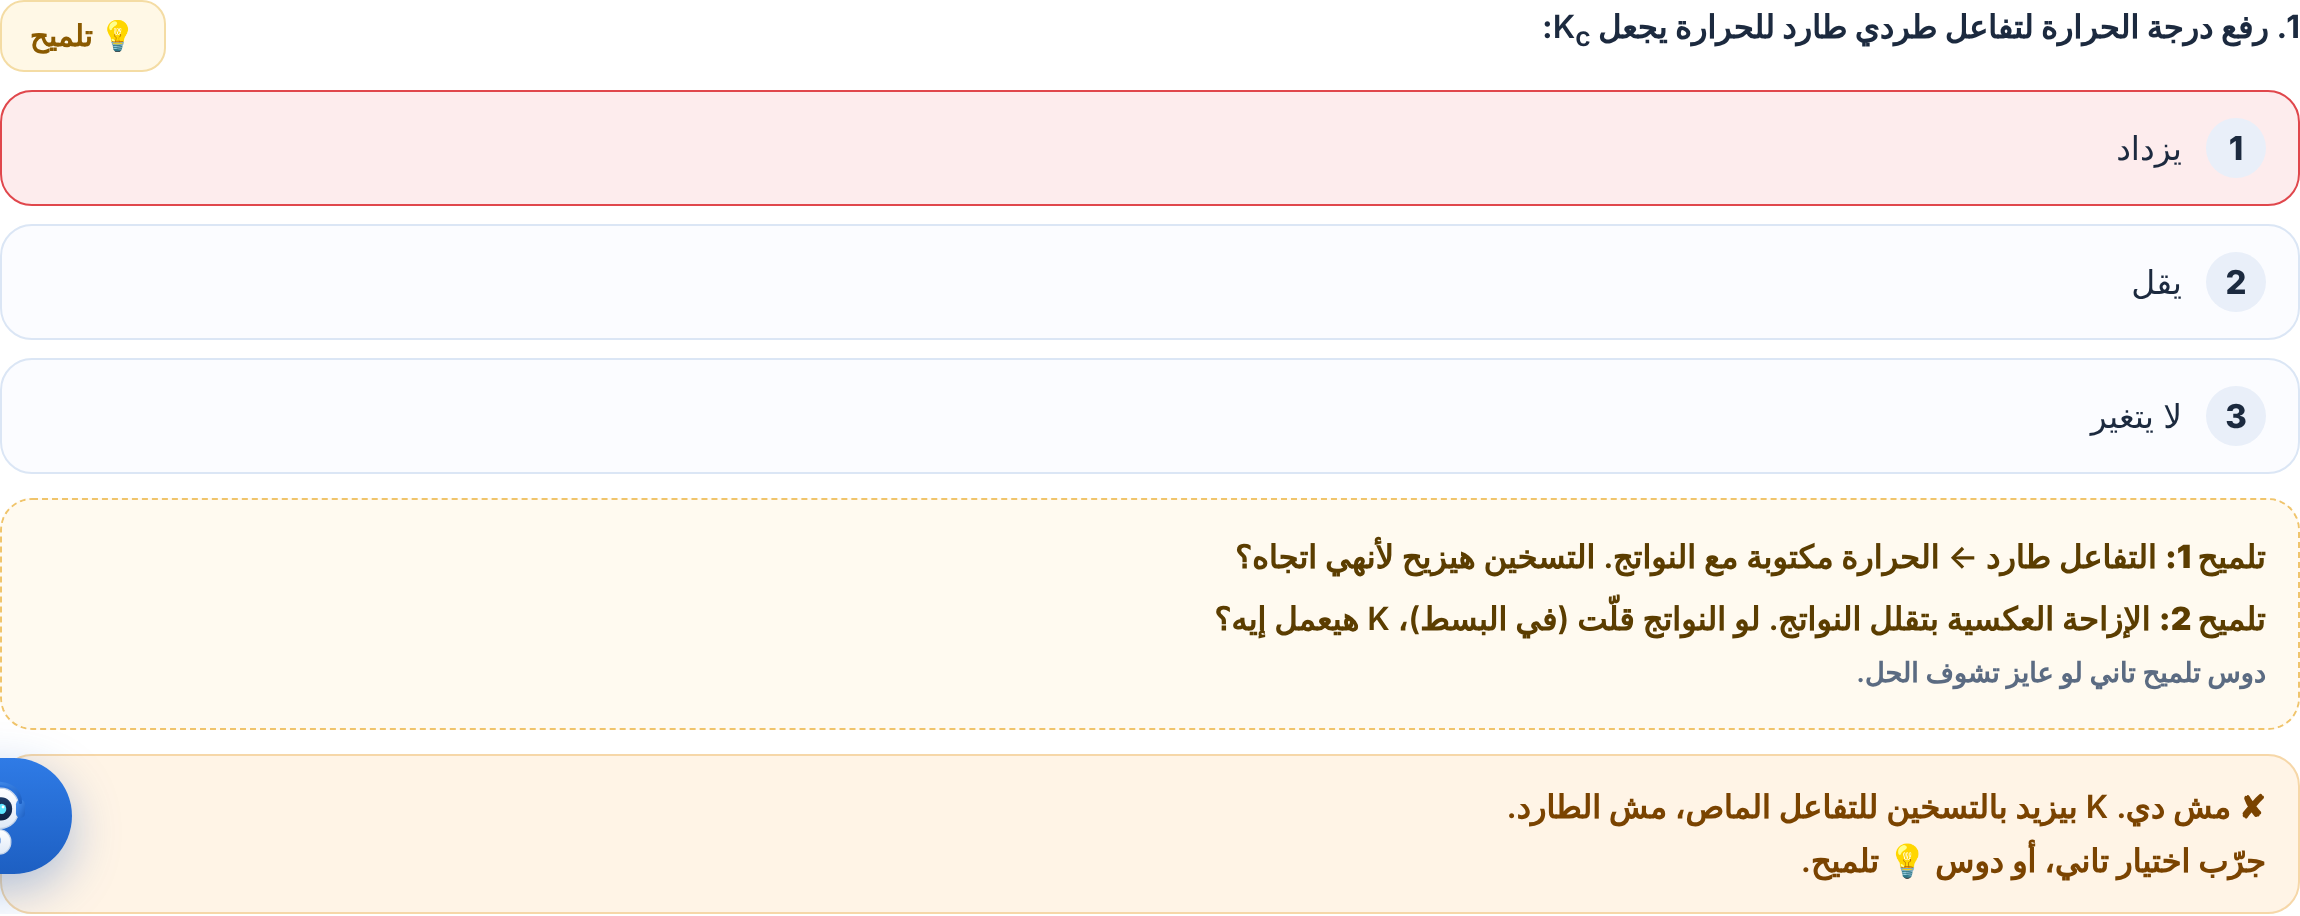 1. رفع درجة الحرارة لتفاعل طردي طارد للحرارة يجعل K_C:
💡 تلميح
1 يزداد
2 يقل
3 لا يتغير
تلميح 1: التفاعل طارد ← الحرارة مكتوبة مع النواتج. التسخين هيزيح لأنهي اتجاه؟
تلميح 2: الإزاحة العكسية بتقلل النواتج. لو النواتج قلّت (في البسط)، K هيعمل إيه؟
دوس تلميح تاني لو عايز تشوف الحل.
✘ مش دي. K بيزيد بالتسخين للتفاعل الماص، مش الطارد.
جرّب اختيار تاني، أو دوس 💡 تلميح.